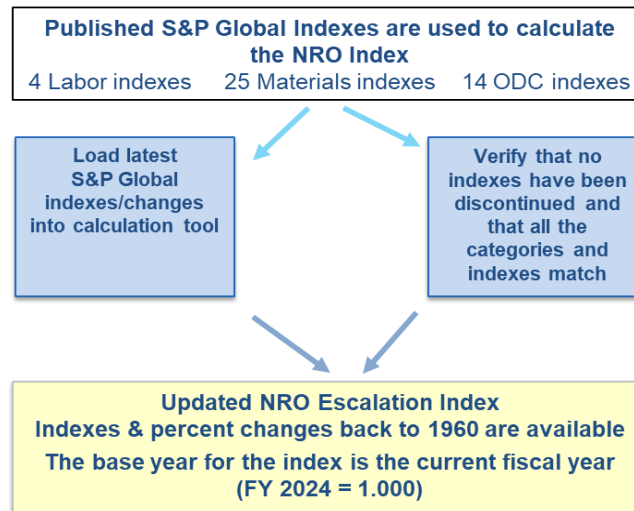 Published S&P Global Indexes are used to calculate
the NRO Index
4 Labor indexes 25 Materials indexes 14 ODC indexes
Load latest
S&P Global
indexes/changes
into calculation tool
Verify that no
indexes have been
discontinued and
that all the
categories and
indexes match
Updated NRO Escalation Index
Indexes & percent changes back to 1960 are available
The base year for the index is the current fiscal year
(FY 2024 = 1.000)